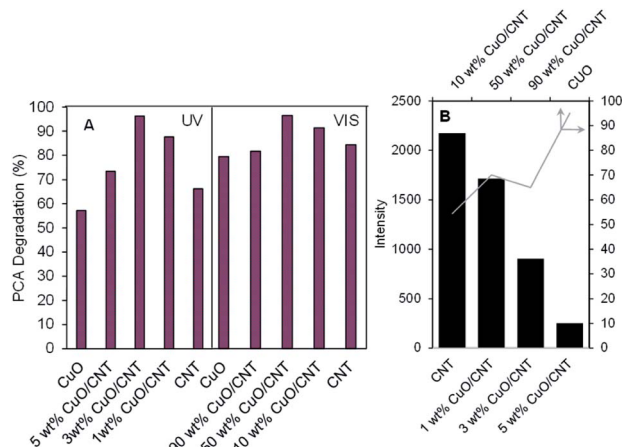 A
UV
VIS
PCA Degradation (%)
100
90
80
70
60
50
40
30
20
10
0
CuO
5 wt% CuO/CNT
3wt% CuO/CNT
1wt% CuO/CNT
CNT
CuO
wt% CuO/CNT
wt% CuO/CNT
10 wt% CuO/CNT
CNT
10 wt% CuO/CNT
50 wt% CuO/CNT
90 wt% CuO/CNT
CUO
B
Intensity
2500
2000
1500
1000
500
0
100
90
80
70
60
50
40
30
20
10
0
CNT
1 wt% CuO/CNT
3 wt% CuO/CNT
5 wt% CuO/CNT